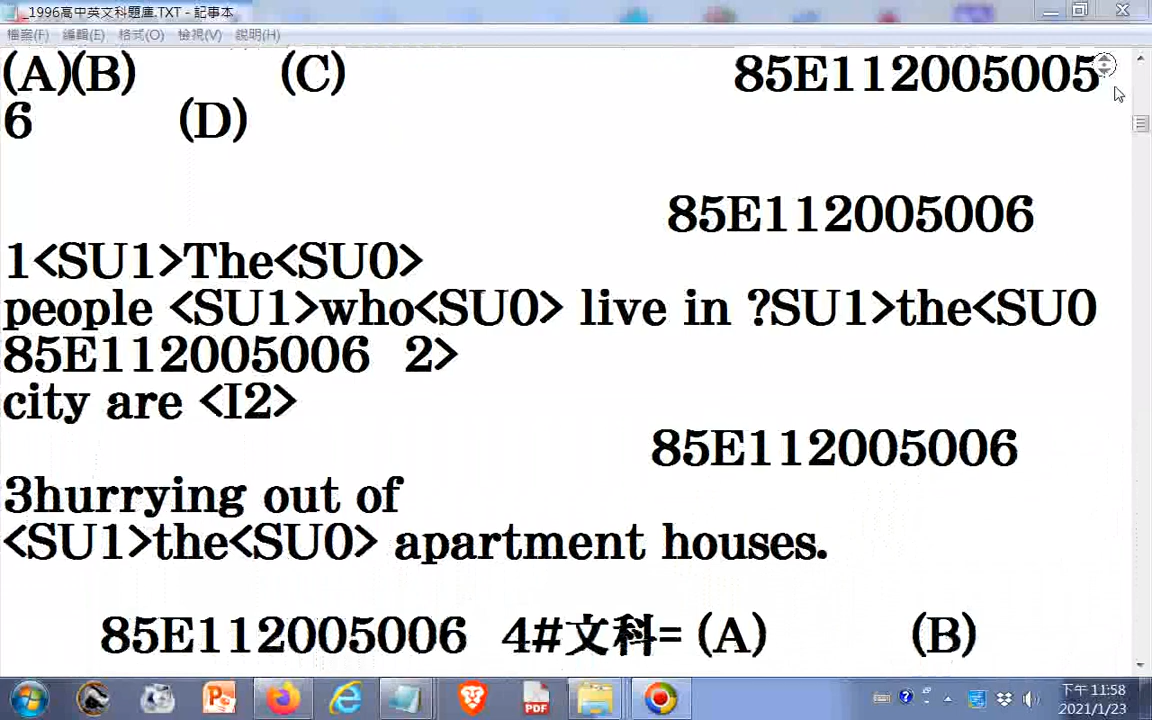 _1996高中英文科題庫.TXT - 記事本
檔案(F) 編輯(E) 格式(O) 檢視(V) 說明(H)
(A)(B) (C) 85E112005005
6 (D)
85E112005006
1<SU1>The<SU0>
people <SU1>who<SU0> live in ?SU1>the<SU0
85E112005006 2>
city are <I2>
85E112005006
3hurrying out of
<SU1>the<SU0> apartment houses.
85E112005006 4#文科= (A) (B)
PDF
下午 11:58
2021/1/23